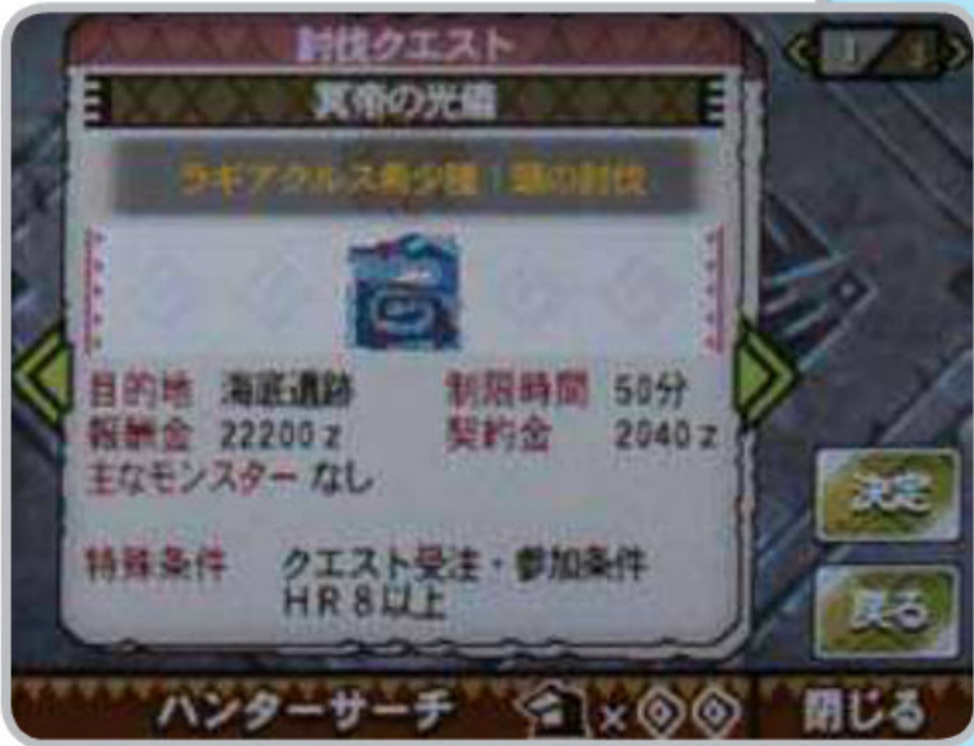 討伐クエスト
冥帝の
ラギアクルス希少種1頭の討伐
目的地 海底遺跡 制限時間 50分
報酬金 22200z 契約金 2040z
主なモンスター なし
特殊条件 クエスト受注・参加条件
HR8以上
決定
戻る
ハンターサーチ × 閉じる